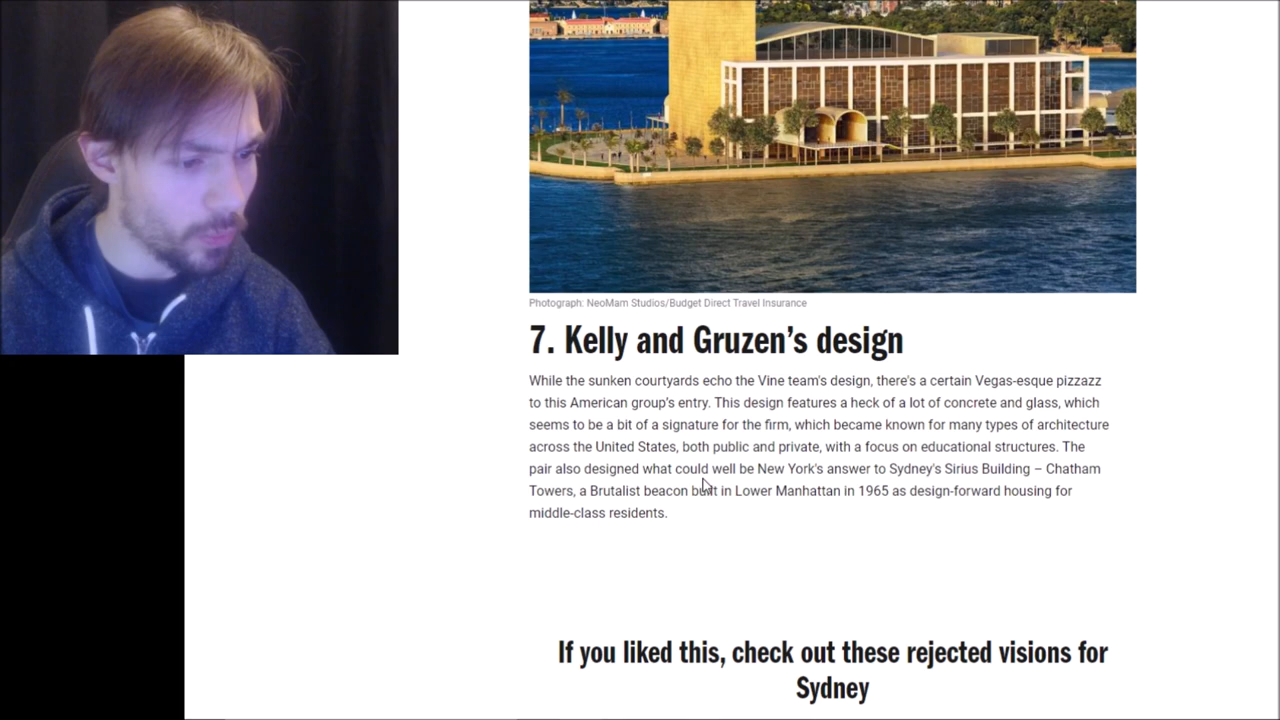 Photograph: NeoMam Studios/Budget Direct Travel Insurance
7. Kelly and Gruzen’s design
While the sunken courtyards echo the Vine team's design, there's a certain Vegas-esque pizzazz
to this American group's entry. This design features a heck of a lot of concrete and glass, which
seems to be a bit of a signature for the firm, which became known for many types of architecture
across the United States, both public and private, with a focus on educational structures. The
pair also designed what could well be New York's answer to Sydney's Sirius Building – Chatham
Towers, a Brutalist beacon built in Lower Manhattan in 1965 as design-forward housing for
middle-class residents.
If you liked this, check out these rejected visions for
Sydney